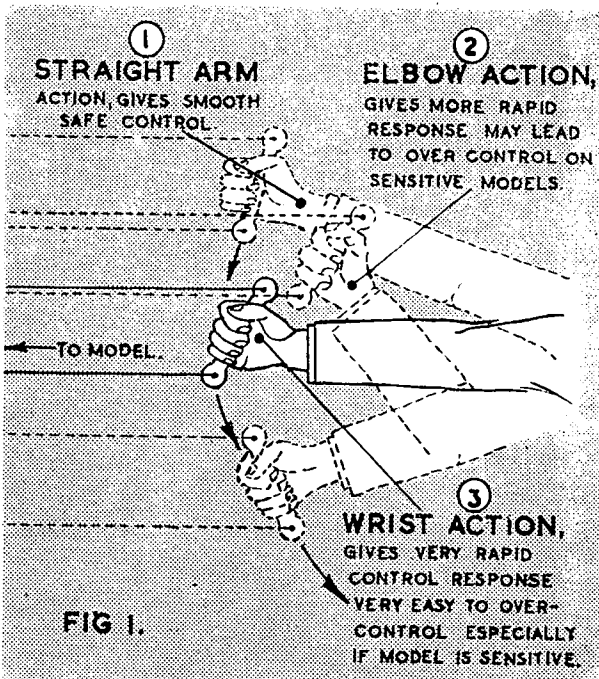 1
STRAIGHT ARM
ACTION, GIVES SMOOTH
SAFE CONTROL
2
ELBOW ACTION,
GIVES MORE RAPID
RESPONSE MAY LEAD
TO OVER CONTROL ON
SENSITIVE MODELS.
TO MODEL.
3
WRIST ACTION,
GIVES VERY RAPID
CONTROL RESPONSE
VERY EASY TO OVER-
CONTROL ESPECIALLY
IF MODEL IS SENSITIVE.
FIG 1.